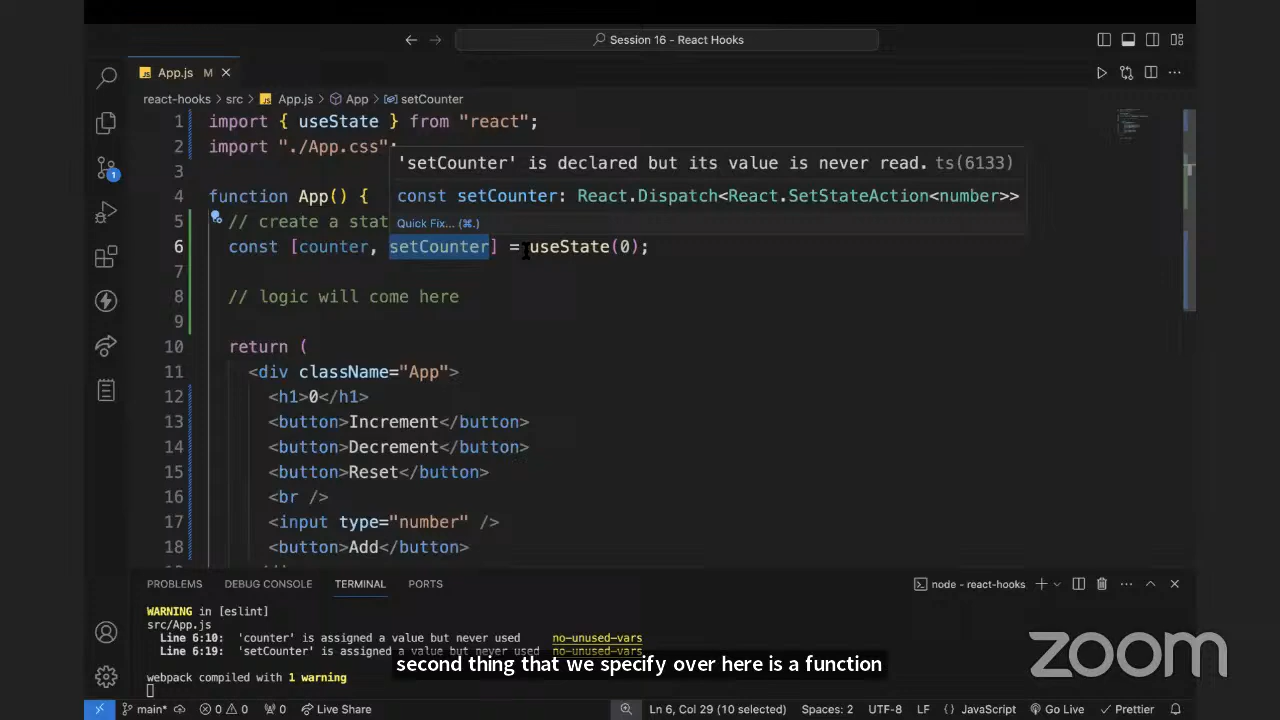 Session 16 - React Hooks
App.js M
react-hooks > src > App.js > App > setCounter
1 import { useState } from "react";
2 import "./App.css";
3
'setCounter' is declared but its value is never read. ts(6133)
const setCounter: React.Dispatch<React.SetStateAction<number>>
Quick Fix... (⌘.)
4 function App() {
5 // create a stat
6 const [counter, setCounter] = useState(0);
7
8 // logic will come here
9
10 return (
11 <div className="App">
12 <h1>0</h1>
13 <button>Increment</button>
14 <button>Decrement</button>
15 <button>Reset</button>
16 <br />
17 <input type="number" />
18 <button>Add</button>
1
PROBLEMS DEBUG CONSOLE TERMINAL PORTS node - react-hooks
WARNING in [eslint]
src/App.js
Line 6:10: 'counter' is assigned a value but never used no-unused-vars
Line 6:19: 'setCounter' is assigned a value but never used no-unused-vars
second thing that we specify over here is a function
webpack compiled with 1 warning
zoom
main* 0 0 0 Live Share Ln 6, Col 29 (10 selected) Spaces: 2 UTF-8 LF {} JavaScript Go Live Prettier